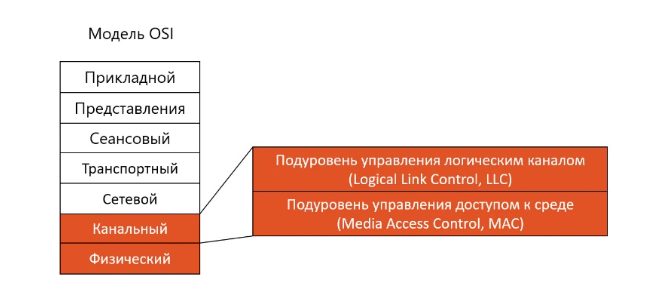 Модель OSI
Прикладной
Представления
Сеансовый
Транспортный
Сетевой
Канальный
Физический
Подуровень управления логическим каналом
(Logical Link Control, LLC)
Подуровень управления доступом к среде
(Media Access Control, MAC)